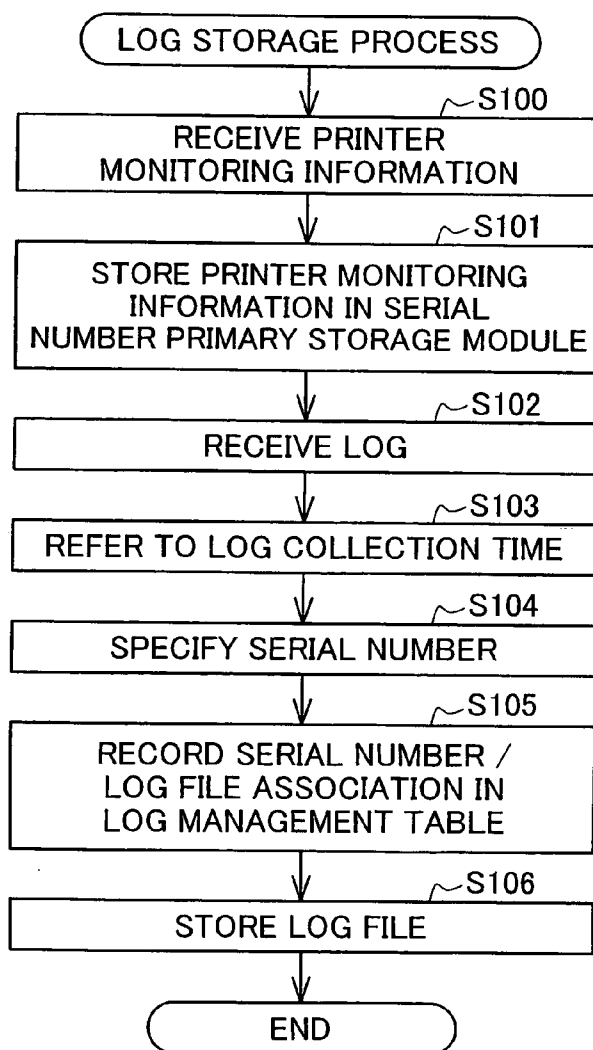 LOG STORAGE PROCESS
S100
RECEIVE PRINTER
MONITORING INFORMATION
S101
STORE PRINTER MONITORING
INFORMATION IN SERIAL
NUMBER PRIMARY STORAGE MODULE
S102
RECEIVE LOG
S103
REFER TO LOG COLLECTION TIME
S104
SPECIFY SERIAL NUMBER
S105
RECORD SERIAL NUMBER /
LOG FILE ASSOCIATION IN
LOG MANAGEMENT TABLE
S106
STORE LOG FILE
END